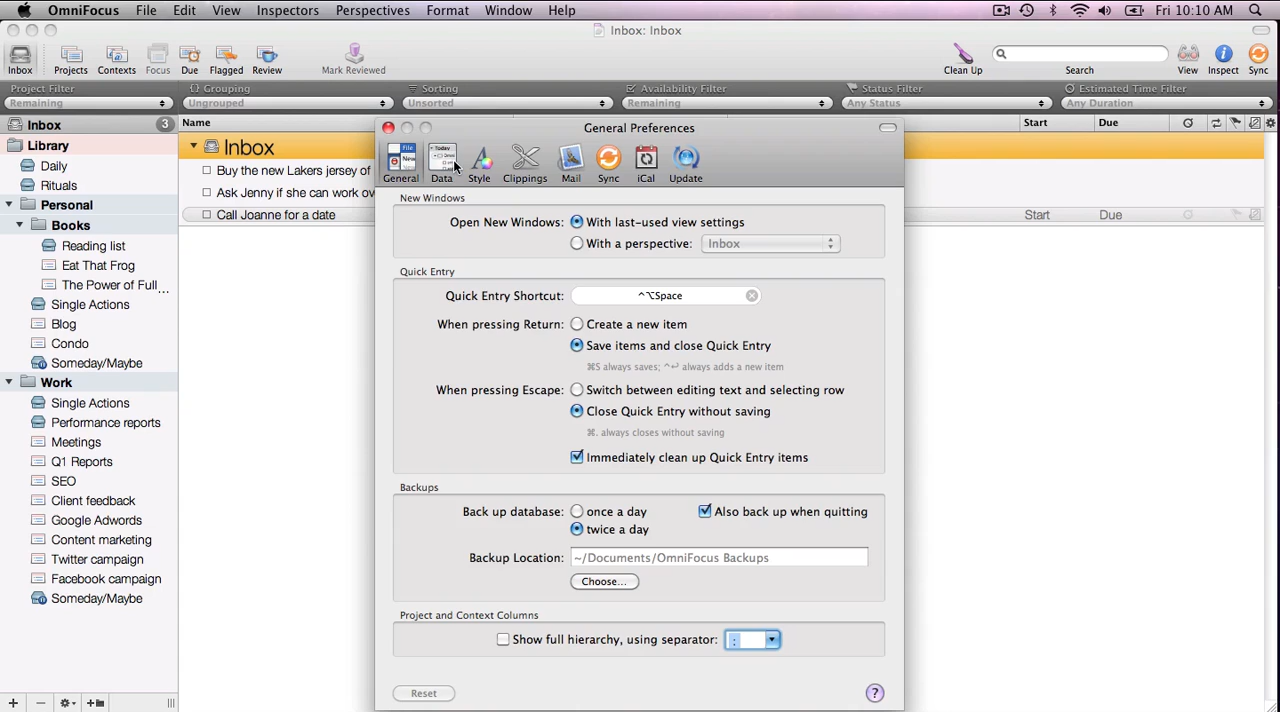 OmniFocus File Edit View Inspectors Perspectives Format Window Help Fri 10:10 AM
Inbox: Inbox
Inbox Projects Contexts Focus Due Flagged Review Mark Reviewed Clean Up Search View Inspect Sync
Project Filter Grouping Sorting Availability Filter Status Filter Estimated Time Filter
Remaining Ungrouped Unsorted Remaining Any Status Any Duration
Inbox 3
Library
Daily
Rituals
Personal
Books
Reading list
Eat That Frog
The Power of Full...
Single Actions
Blog
Condo
Someday/Maybe
Work
Single Actions
Performance reports
Meetings
Q1 Reports
SEO
Client feedback
Google Adwords
Content marketing
Twitter campaign
Facebook campaign
Someday/Maybe
Name Start Due
Inbox
Buy the new Lakers jersey of
Ask Jenny if she can work ov
Call Joanne for a date Start Due
General Preferences
General Data Style Clippings Mail Sync iCal Update
New Windows
Open New Windows: With last-used view settings
With a perspective: Inbox
Quick Entry
Quick Entry Shortcut: ^⌥Space
When pressing Return: Create a new item
Save items and close Quick Entry
⌘S always saves; ^↩ always adds a new item
When pressing Escape: Switch between editing text and selecting row
Close Quick Entry without saving
⌘. always closes without saving
Immediately clean up Quick Entry items
Backups
Back up database: once a day Also back up when quitting
twice a day
Backup Location: ~/Documents/OmniFocus Backups
Choose...
Project and Context Columns
Show full hierarchy, using separator: :
Reset ?